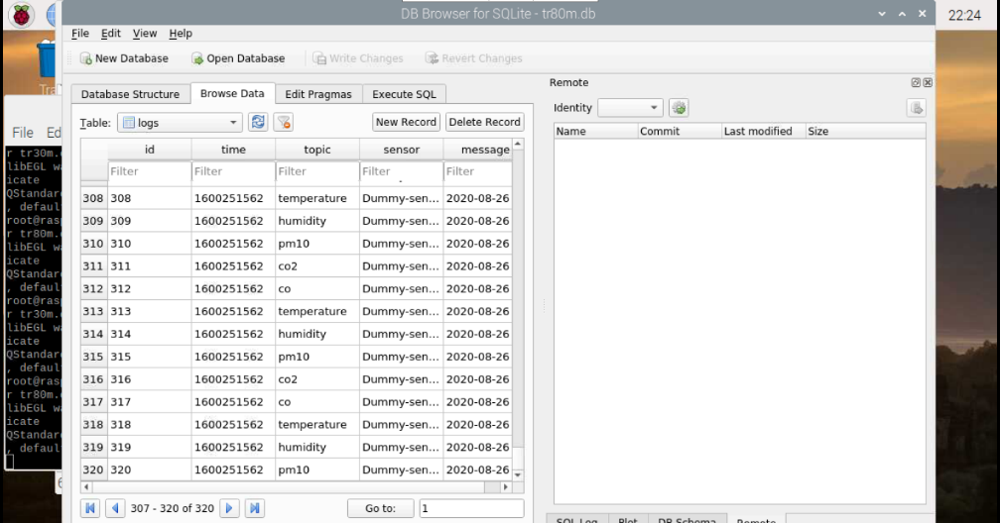 DB Browser for SQLite - tr80m.db
22:24
File Edit View Help
New Database Open Database Write Changes Revert Changes
Remote
Database Structure Browse Data Edit Pragmas Execute SQL
Identity
Table: logs New Record Delete Record
Name Commit Last modified Size
id time topic sensor message
Filter Filter Filter Filter Filter
308 308 1600251562 temperature Dummy-sen... 2020-08-26
309 309 1600251562 humidity Dummy-sen... 2020-08-26
310 310 1600251562 pm10 Dummy-sen... 2020-08-26
311 311 1600251562 co2 Dummy-sen... 2020-08-26
312 312 1600251562 co Dummy-sen... 2020-08-26
313 313 1600251562 temperature Dummy-sen... 2020-08-26
314 314 1600251562 humidity Dummy-sen... 2020-08-26
315 315 1600251562 pm10 Dummy-sen... 2020-08-26
316 316 1600251562 co2 Dummy-sen... 2020-08-26
317 317 1600251562 co Dummy-sen... 2020-08-26
318 318 1600251562 temperature Dummy-sen... 2020-08-26
319 319 1600251562 humidity Dummy-sen... 2020-08-26
320 320 1600251562 pm10 Dummy-sen... 2020-08-26
307 - 320 of 320 Go to: 1
SQL Log Plot DB Schema Remote
Tra
File Ed
r tr30m.
libEGL wa
icate
QStandar
, defaul
root@rasp
r tr80m.
libEGL wa
icate
QStandar
, defaul
root@rasp
r tr30m.
libEGL wa
icate
QStandar
, defaul
root@rasp
r tr80m.
libEGL wa
icate
QStandar
, defaul